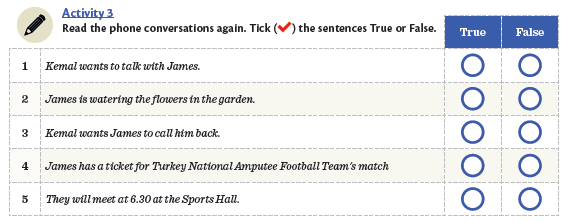 Activity 3
Read the phone conversations again. Tick (✔) the sentences True or False.
True False
1 Kemal wants to talk with James.
2 James is watering the flowers in the garden.
3 Kemal wants James to call him back.
4 James has a ticket for Turkey National Amputee Football Team's match
5 They will meet at 6.30 at the Sports Hall.